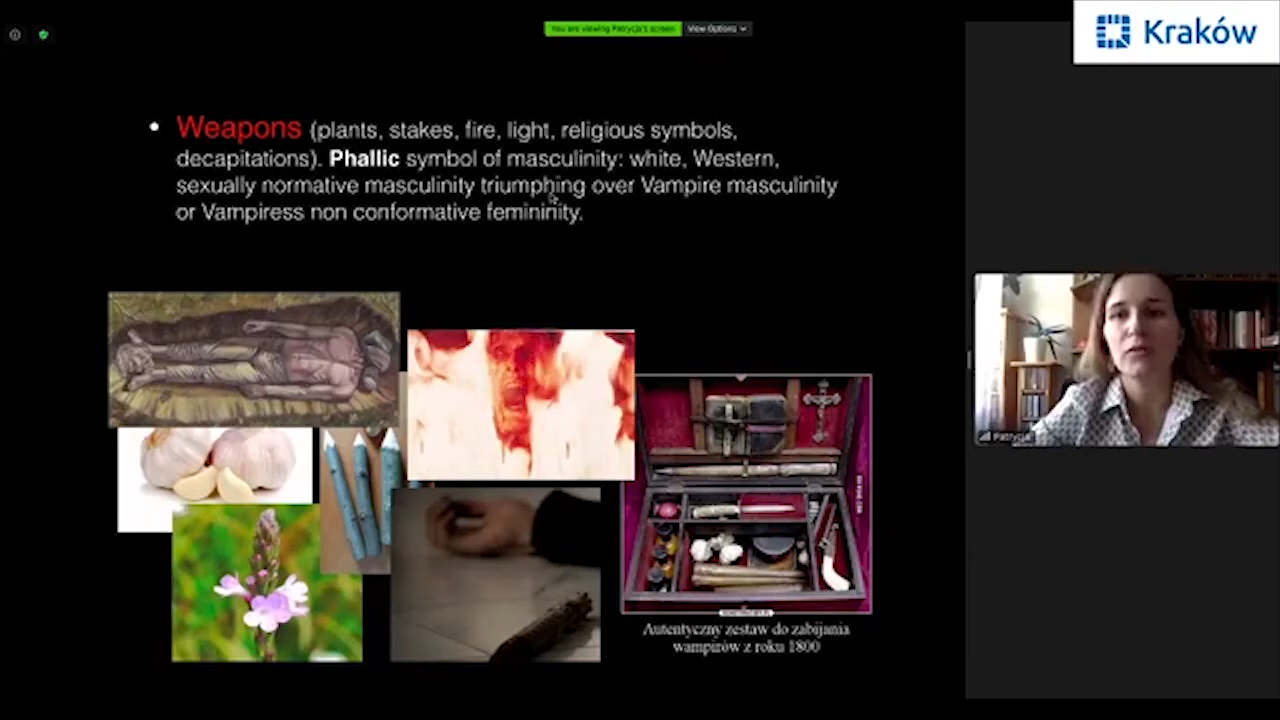 You are viewing Patrycja's screen
View Options
Kraków
• Weapons (plants, stakes, fire, light, religious symbols,
decapitations). Phallic symbol of masculinity: white, Western,
sexually normative masculinity triumphing over Vampire masculinity
or Vampiress non conformative femininity.
Patrycja
Autentyczny zestaw do zabijania
wampirów z roku 1800